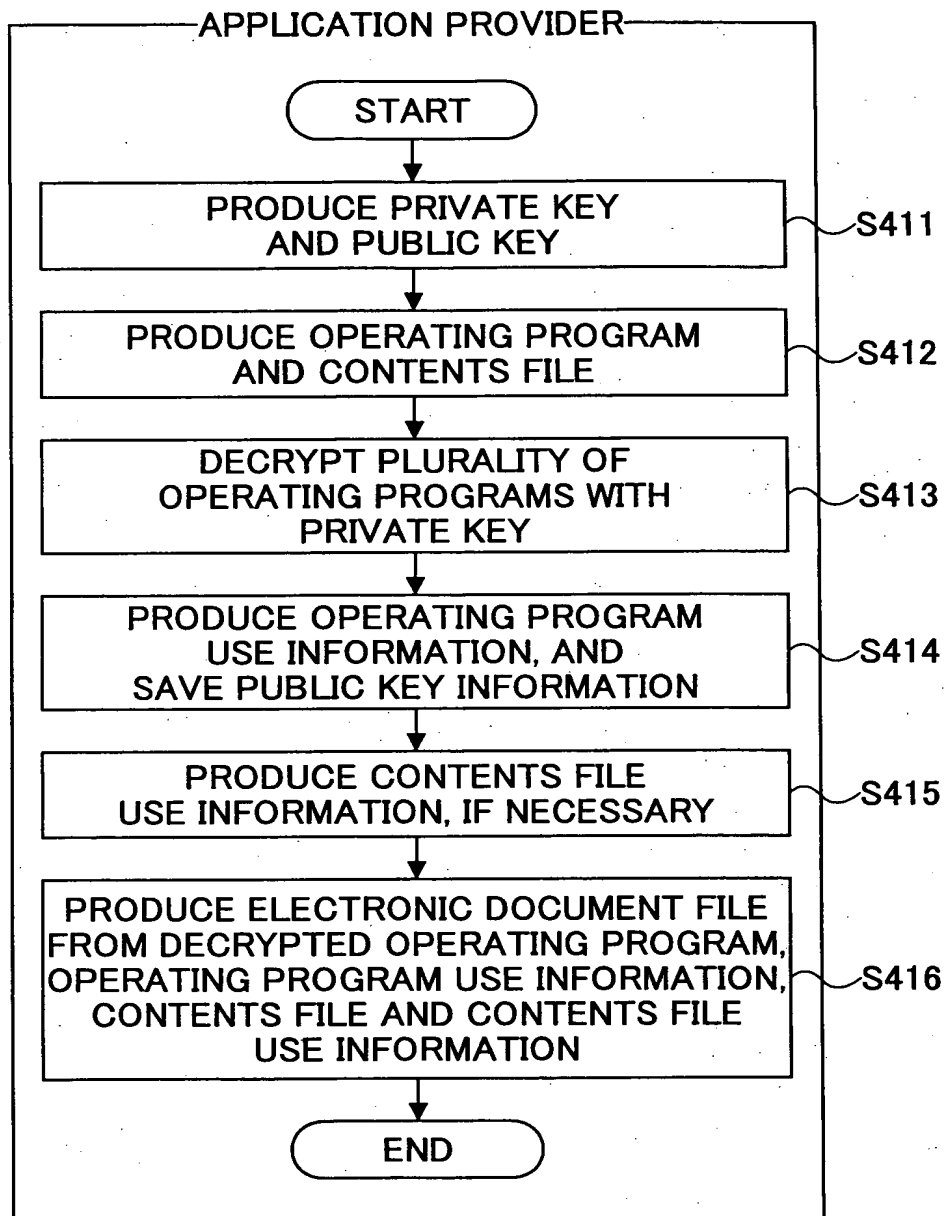 APPLICATION PROVIDER
START
PRODUCE PRIVATE KEY
AND PUBLIC KEY
S411
PRODUCE OPERATING PROGRAM
AND CONTENTS FILE
S412
DECRYPT PLURALITY OF
OPERATING PROGRAMS WITH
PRIVATE KEY
S413
PRODUCE OPERATING PROGRAM
USE INFORMATION, AND
SAVE PUBLIC KEY INFORMATION
S414
PRODUCE CONTENTS FILE
USE INFORMATION, IF NECESSARY
S415
PRODUCE ELECTRONIC DOCUMENT FILE
FROM DECRYPTED OPERATING PROGRAM,
OPERATING PROGRAM USE INFORMATION,
CONTENTS FILE AND CONTENTS FILE
USE INFORMATION
S416
END